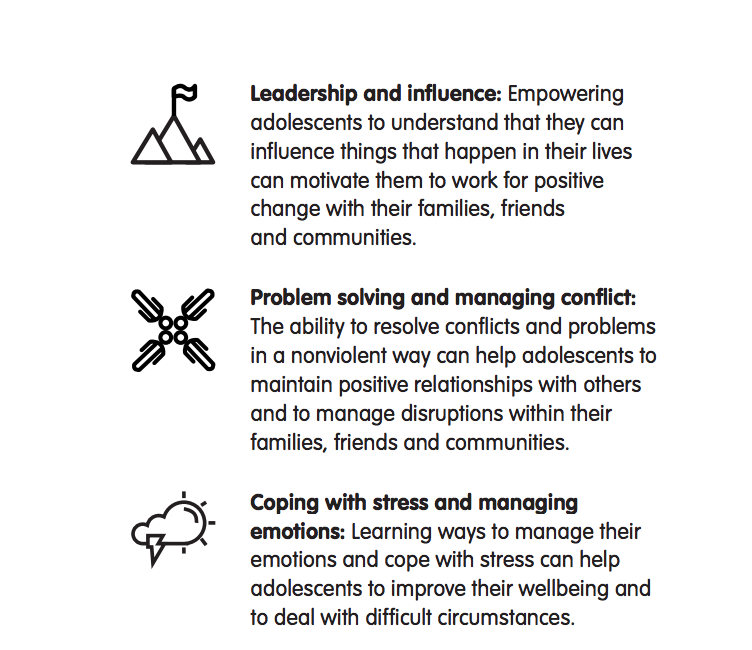 Leadership and influence: Empowering
adolescents to understand that they can
influence things that happen in their lives
can motivate them to work for positive
change with their families, friends
and communities.
Problem solving and managing conflict:
The ability to resolve conflicts and problems
in a nonviolent way can help adolescents to
maintain positive relationships with others
and to manage disruptions within their
families, friends and communities.
Coping with stress and managing
emotions: Learning ways to manage their
emotions and cope with stress can help
adolescents to improve their wellbeing and
to deal with difficult circumstances.